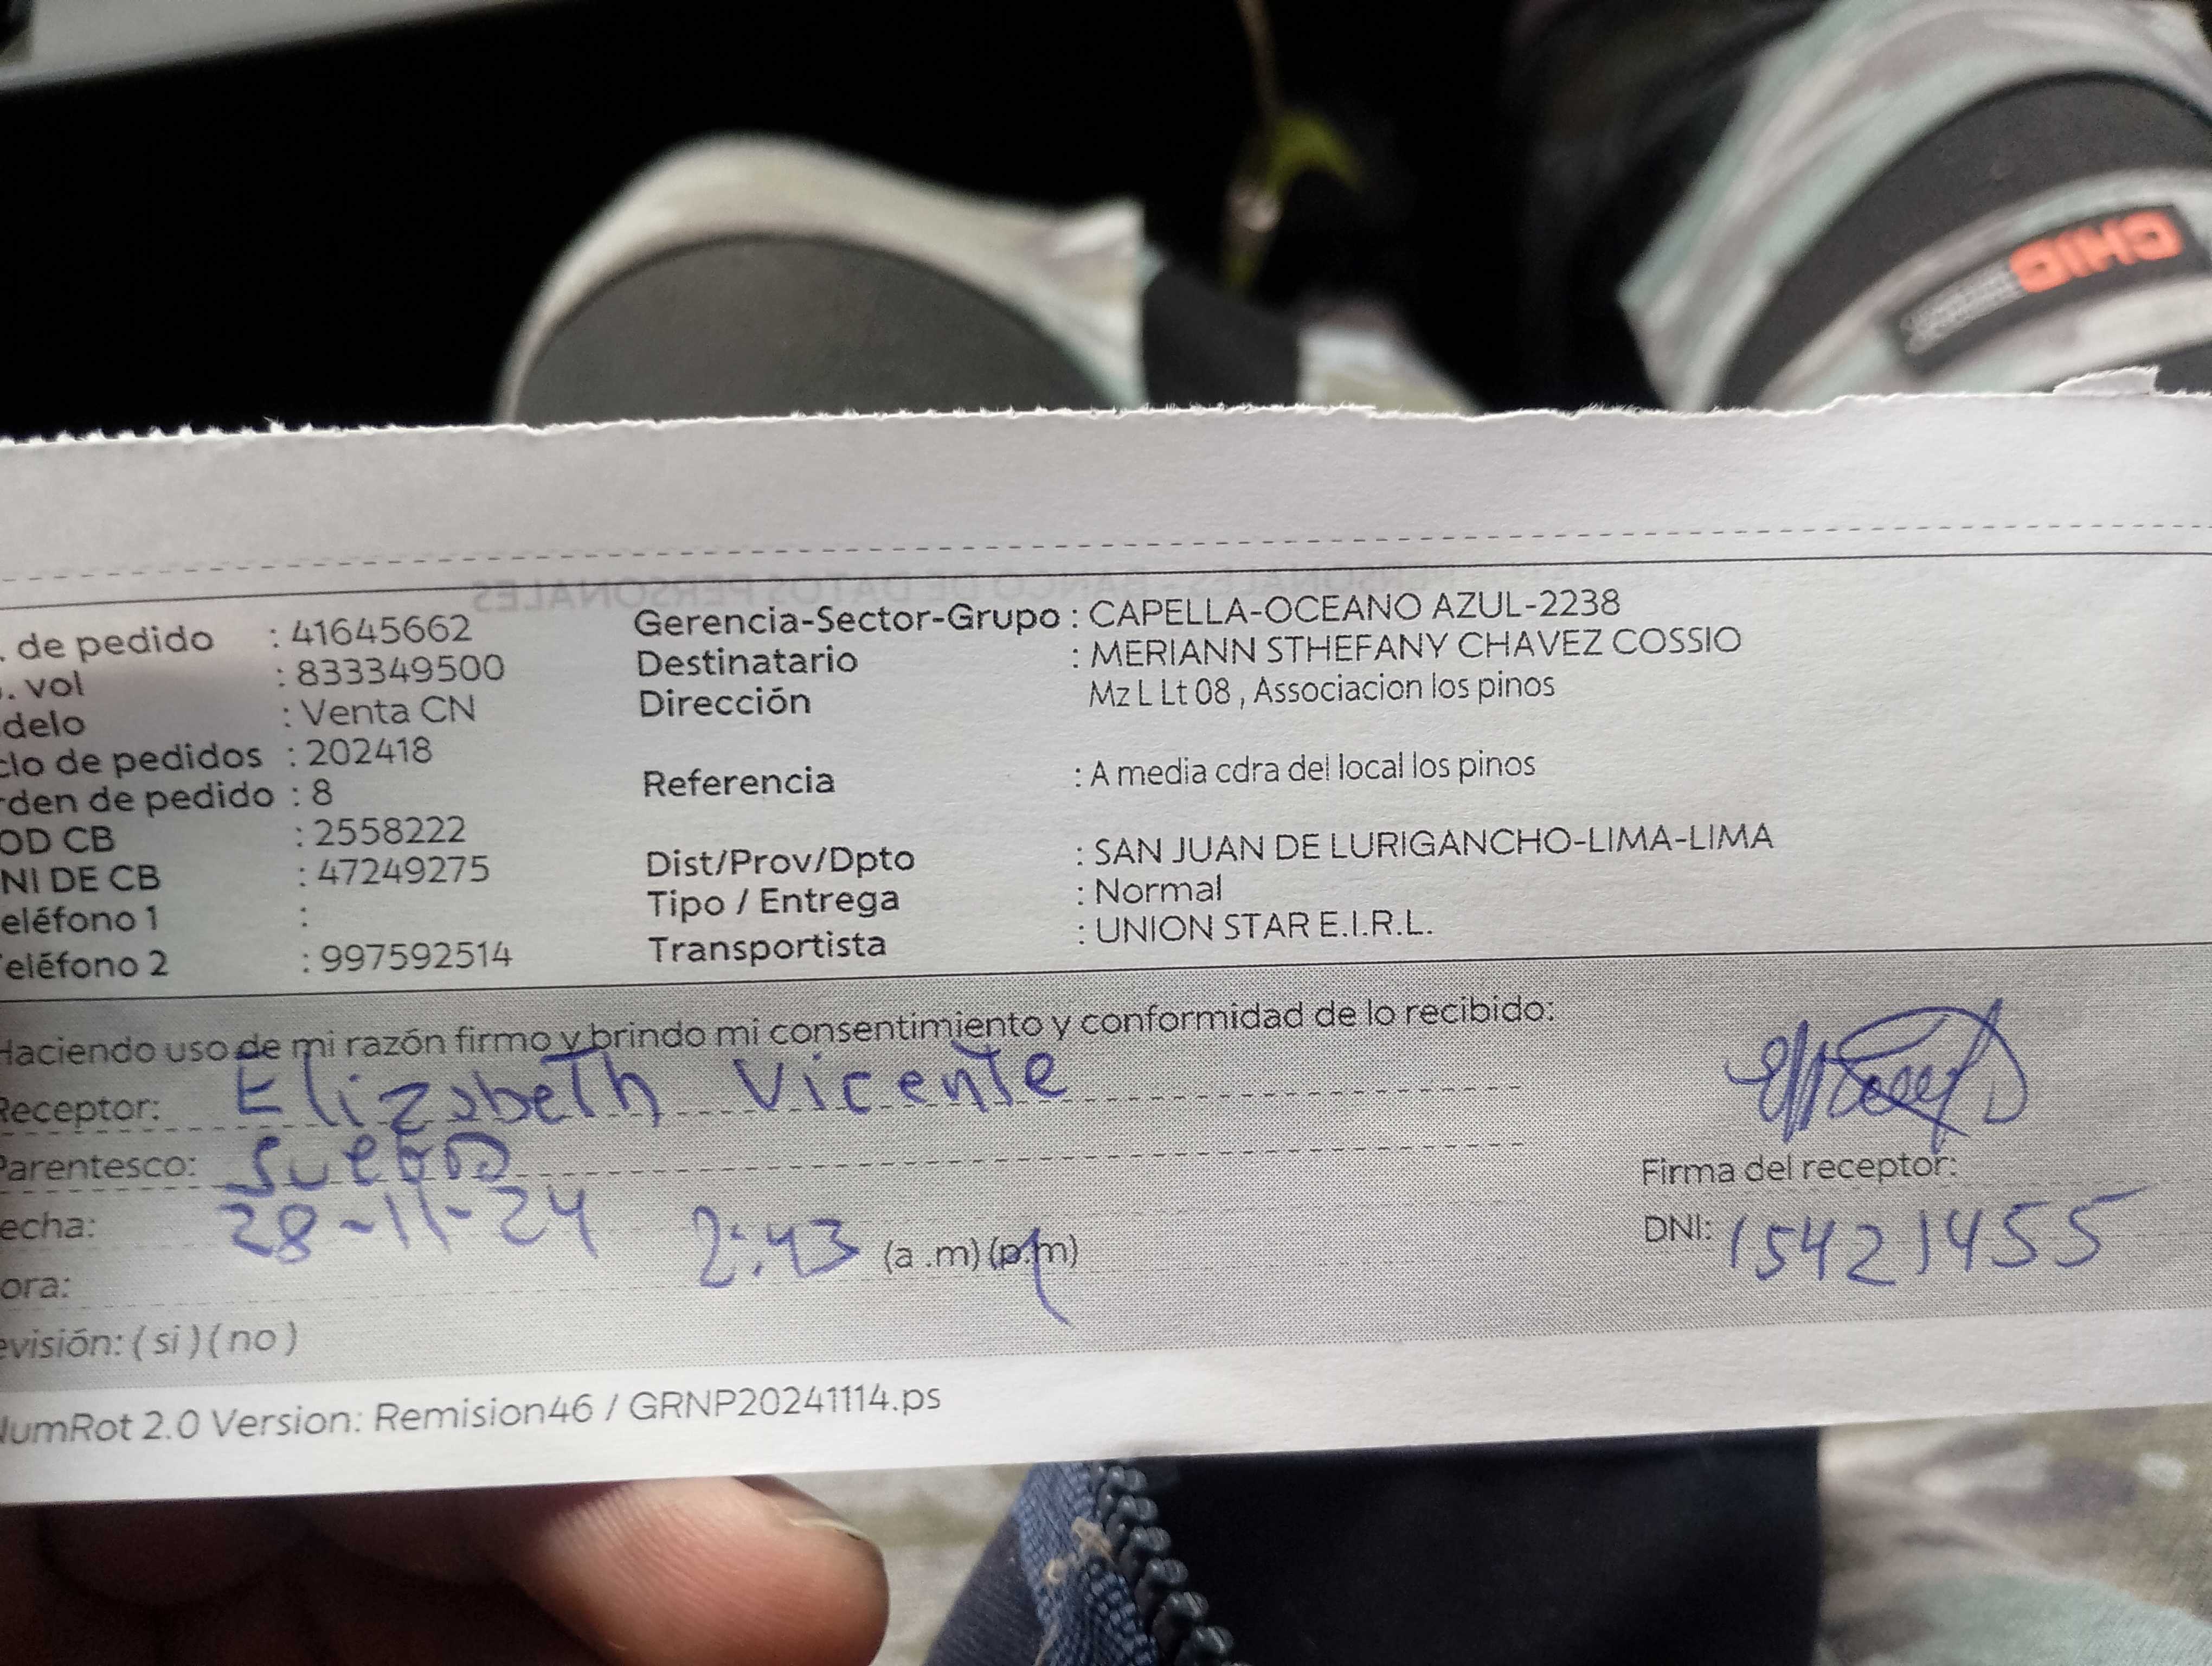 CHIC
. de pedido : 41645662 Gerencia-Sector-Grupo : CAPELLA-OCEANO AZUL-2238
. vol : 833349500 Destinatario : MERIANN STHEFANY CHAVEZ COSSIO
delo : Venta CN Dirección Mz L Lt 08 , Associacion los pinos
clo de pedidos : 202418
rden de pedido : 8 Referencia : A media cdra del local los pinos
OD CB : 2558222
NI DE CB : 47249275 Dist/Prov/Dpto : SAN JUAN DE LURIGANCHO-LIMA-LIMA
eléfono 1 : Tipo / Entrega : Normal
eléfono 2 : 997592514 Transportista : UNION STAR E.I.R.L.
Haciendo uso de mi razón firmo y brindo mi consentimiento y conformidad de lo recibido:
Receptor: Elizabeth Vicente
Parentesco: Suegra
echa: 28-11-24
Firma del receptor:
ora: 2:43 (a .m) (p.m)
DNI: 15421455
evisión: ( si ) ( no )
NumRot 2.0 Version: Remision46 / GRNP20241114.ps